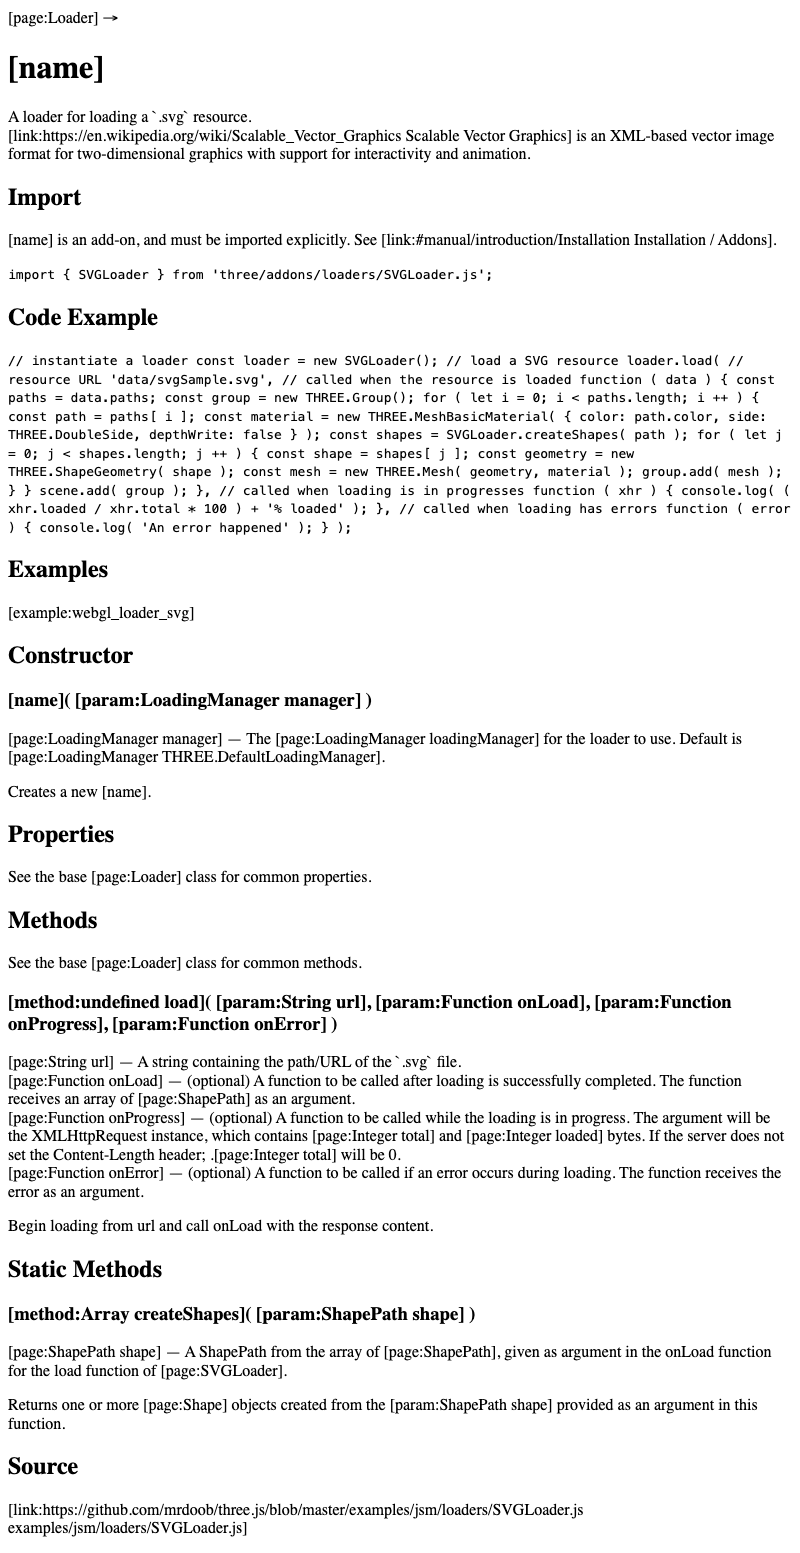 [page:Loader] →
[name]
A loader for loading a `.svg` resource.
[link:https://en.wikipedia.org/wiki/Scalable_Vector_Graphics Scalable Vector Graphics] is an XML-based vector image
format for two-dimensional graphics with support for interactivity and animation.
Import
[name] is an add-on, and must be imported explicitly. See [link:#manual/introduction/Installation Installation / Addons].
import { SVGLoader } from 'three/addons/loaders/SVGLoader.js';
Code Example
// instantiate a loader const loader = new SVGLoader(); // load a SVG resource loader.load( //
resource URL 'data/svgSample.svg', // called when the resource is loaded function ( data ) { const
paths = data.paths; const group = new THREE.Group(); for ( let i = 0; i < paths.length; i ++ ) {
const path = paths[ i ]; const material = new THREE.MeshBasicMaterial( { color: path.color, side:
THREE.DoubleSide, depthWrite: false } ); const shapes = SVGLoader.createShapes( path ); for ( let j
= 0; j < shapes.length; j ++ ) { const shape = shapes[ j ]; const geometry = new
THREE.ShapeGeometry( shape ); const mesh = new THREE.Mesh( geometry, material ); group.add( mesh );
} } scene.add( group ); }, // called when loading is in progresses function ( xhr ) { console.log( (
xhr.loaded / xhr.total * 100 ) + '% loaded' ); }, // called when loading has errors function ( error
) { console.log( 'An error happened' ); } );
Examples
[example:webgl_loader_svg]
Constructor
[name]( [param:LoadingManager manager] )
[page:LoadingManager manager] — The [page:LoadingManager loadingManager] for the loader to use. Default is
[page:LoadingManager THREE.DefaultLoadingManager].
Creates a new [name].
Properties
See the base [page:Loader] class for common properties.
Methods
See the base [page:Loader] class for common methods.
[method:undefined load]( [param:String url], [param:Function onLoad], [param:Function
onProgress], [param:Function onError] )
[page:String url] — A string containing the path/URL of the `.svg` file.
[page:Function onLoad] — (optional) A function to be called after loading is successfully completed. The function
receives an array of [page:ShapePath] as an argument.
[page:Function onProgress] — (optional) A function to be called while the loading is in progress. The argument will be
the XMLHttpRequest instance, which contains [page:Integer total] and [page:Integer loaded] bytes. If the server does not
set the Content-Length header; .[page:Integer total] will be 0.
[page:Function onError] — (optional) A function to be called if an error occurs during loading. The function receives the
error as an argument.
Begin loading from url and call onLoad with the response content.
Static Methods
[method:Array createShapes]( [param:ShapePath shape] )
[page:ShapePath shape] — A ShapePath from the array of [page:ShapePath], given as argument in the onLoad function
for the load function of [page:SVGLoader].
Returns one or more [page:Shape] objects created from the [param:ShapePath shape] provided as an argument in this
function.
Source
[link:https://github.com/mrdoob/three.js/blob/master/examples/jsm/loaders/SVGLoader.js
examples/jsm/loaders/SVGLoader.js]